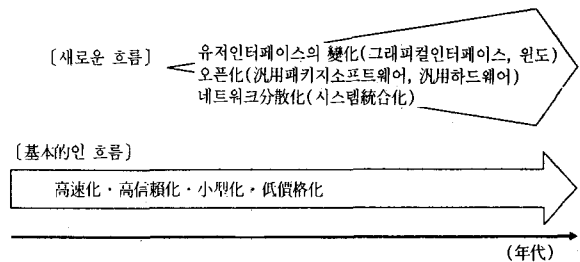 유저인터페이스의 變化(그래피컬인터페이스, 윈도)
〔새로운 흐름〕
오픈化(汎用패키지소프트웨어, 汎用하드웨어)
네트워크分散化(시스템統合化)
〔基本的인 흐름〕
高速化・高信賴化・小型化・低價格化
(年代)